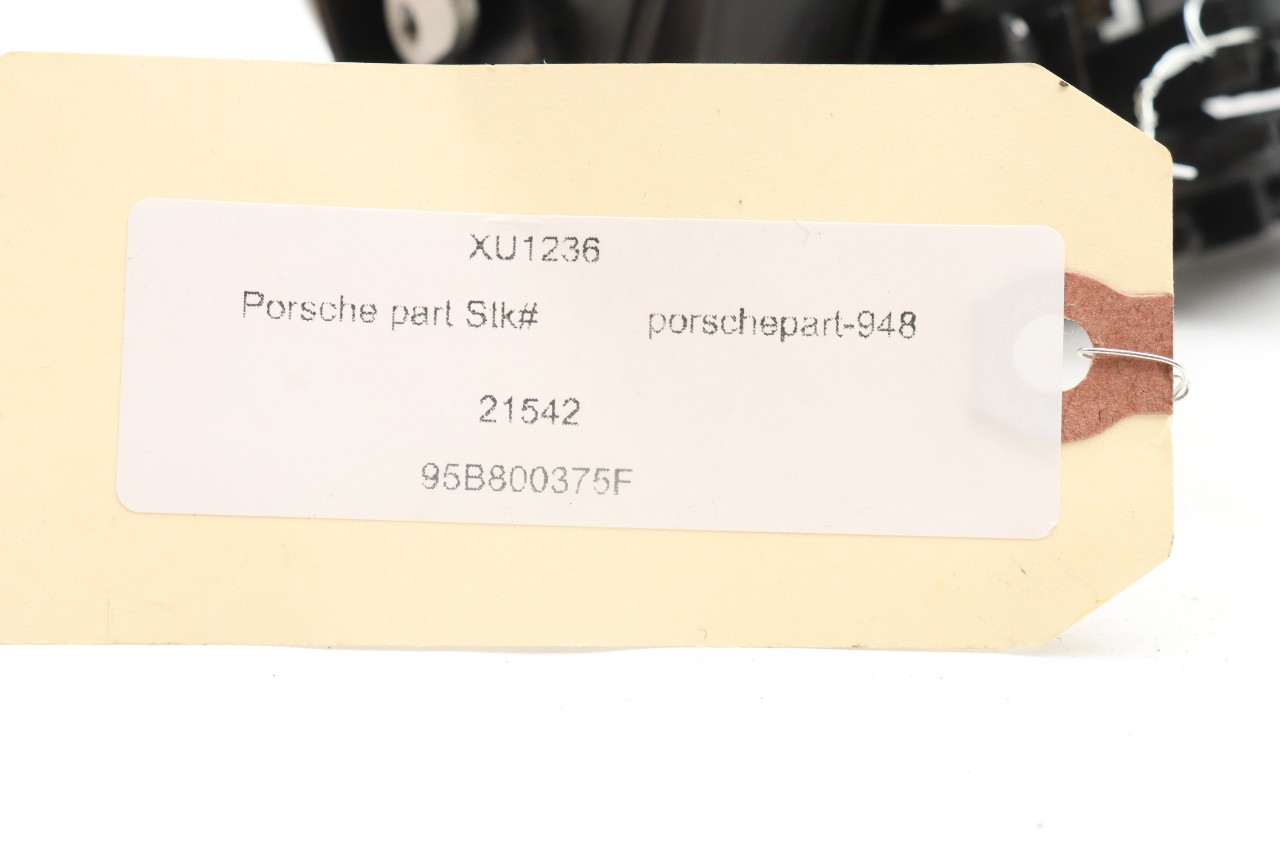 XU1236
Porsche part Stk# porschepart-948
21542
95B800375F